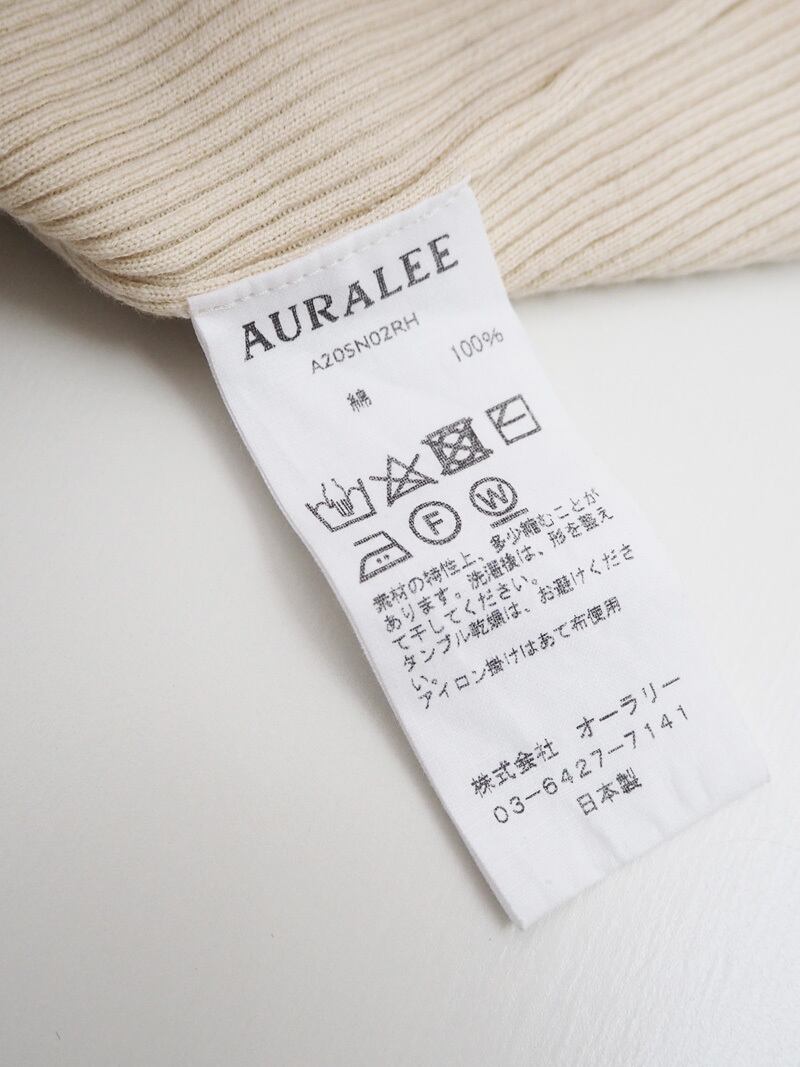 AURALEE
A20SN02RH
綿 100%
F W
素材の特性上、多少縮むことが
あります。洗濯後は、形を整え
て干してください。
タンブル乾燥は、お避けくださ
い。
アイロン掛けはあて布使用
株式会社 オーラリー
03-6427-7141
日本製